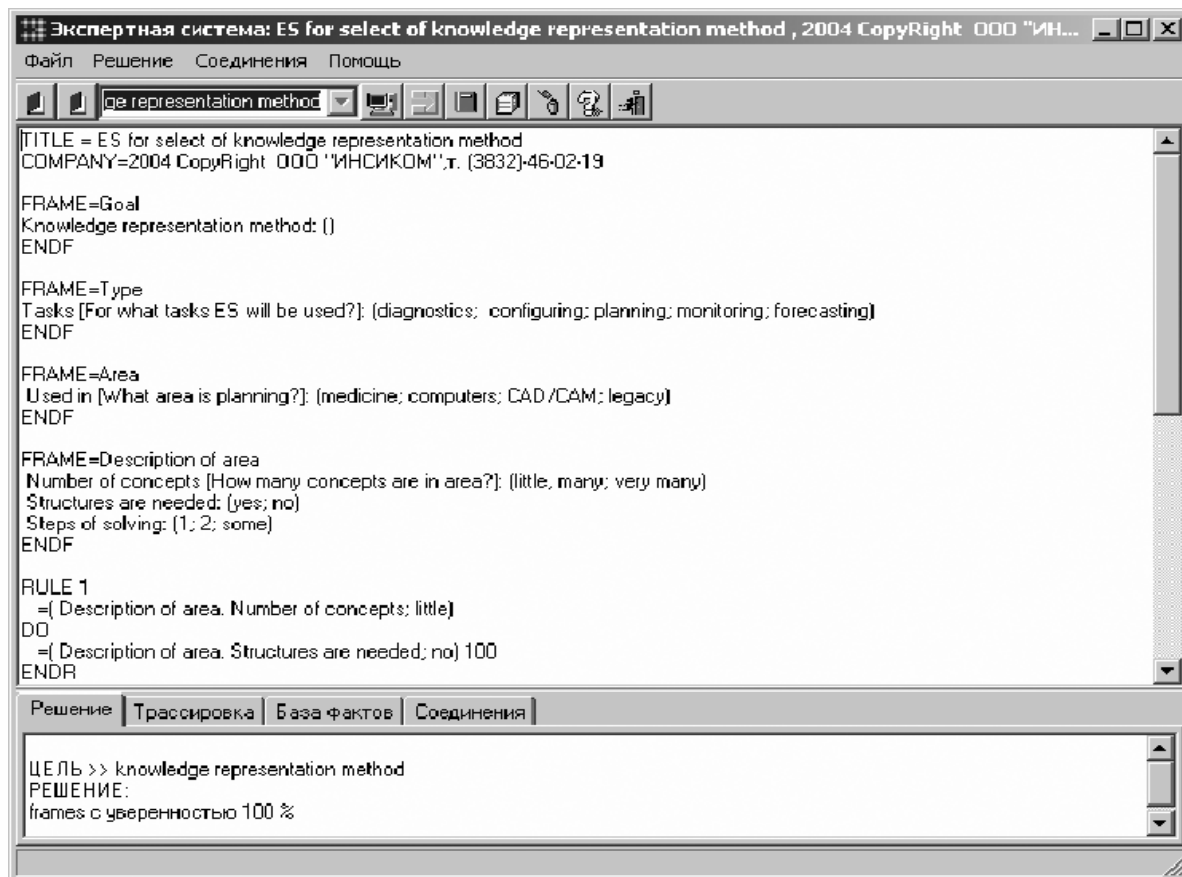 Экспертная система: ES for select of knowledge representation method , 2004 CopyRight ООО "ИН...
Файл Решение Соединения Помощь
ge representation method
TITLE = ES for select of knowledge representation method
COMPANY=2004 CopyRight ООО "ИНСИКОМ",т. (3832)-46-02-19
FRAME=Goal
Knowledge representation method: ()
ENDF
FRAME=Type
Tasks [For what tasks ES will be used?]: (diagnostics; configuring; planning; monitoring; forecasting)
ENDF
FRAME=Area
Used in [What area is planning?]: (medicine; computers; CAD/CAM; legacy)
ENDF
FRAME=Description of area
Number of concepts [How many concepts are in area?]: (little, many; very many)
Structures are needed: (yes; no)
Steps of solving: (1; 2; some)
ENDF
RULE 1
=( Description of area. Number of concepts; little)
DO
=( Description of area. Structures are needed; no) 100
ENDR
Решение Трассировка База фактов Соединения
ЦЕЛЬ >> knowledge representation method
РЕШЕНИЕ:
frames с уверенностью 100 %